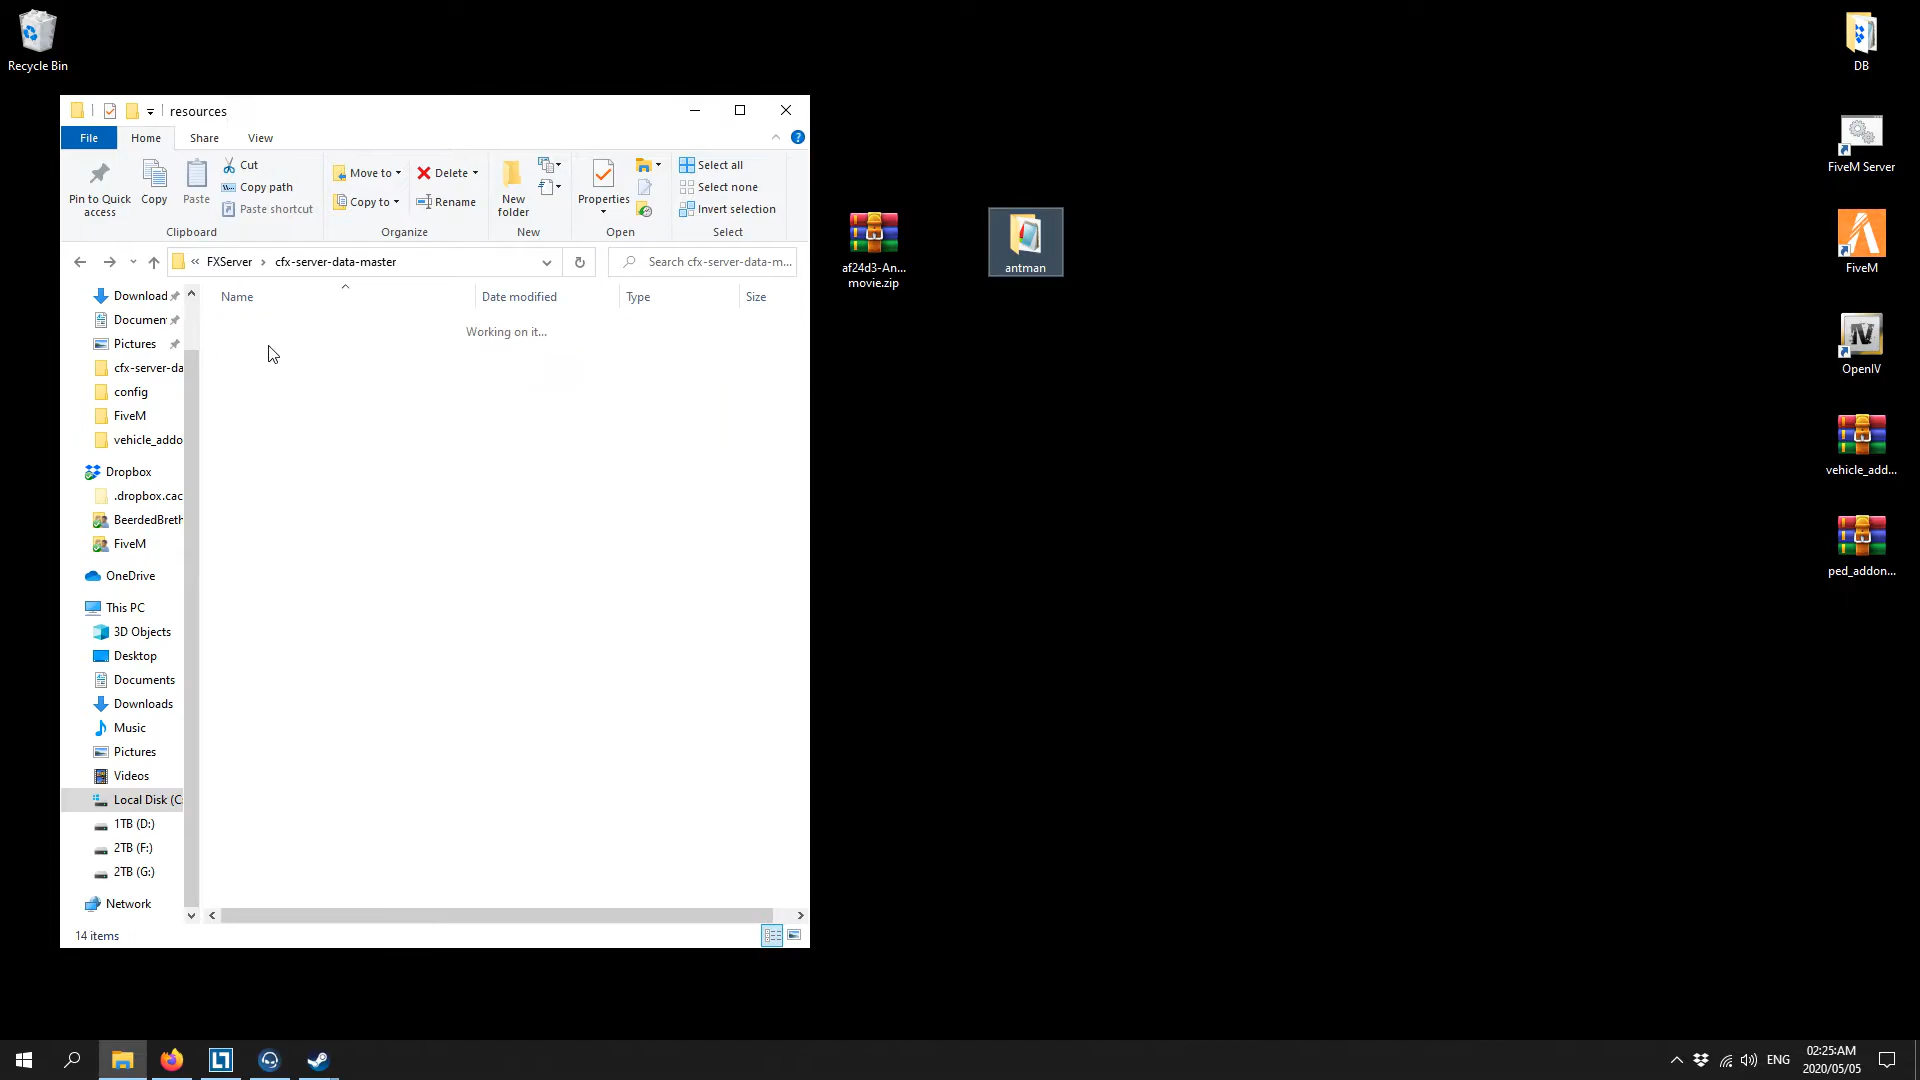 Recycle Bin
resources
File
Home
Share
View
Pin to Quick
access
Copy
Paste
Cut
Copy path
Paste shortcut
Clipboard
Move to
Copy to
Delete
Rename
Organize
New
folder
New
Properties
Open
Select all
Select none
Invert selection
Select
« FXServer > cfx-server-data-master
Search cfx-server-data-m...
Name
Date modified
Type
Size
Working on it...
Download
Documen
Pictures
cfx-server-da
config
FiveM
vehicle_addo
Dropbox
.dropbox.cac
BeerdedBreth
FiveM
OneDrive
This PC
3D Objects
Desktop
Documents
Downloads
Music
Pictures
Videos
Local Disk (C:
1TB (D:)
2TB (F:)
2TB (G:)
Network
14 items
af24d3-An...
movie.zip
antman
DB
FiveM Server
FiveM
OpenIV
vehicle_add...
ped_addon...
ENG
02:25:AM
2020/05/05